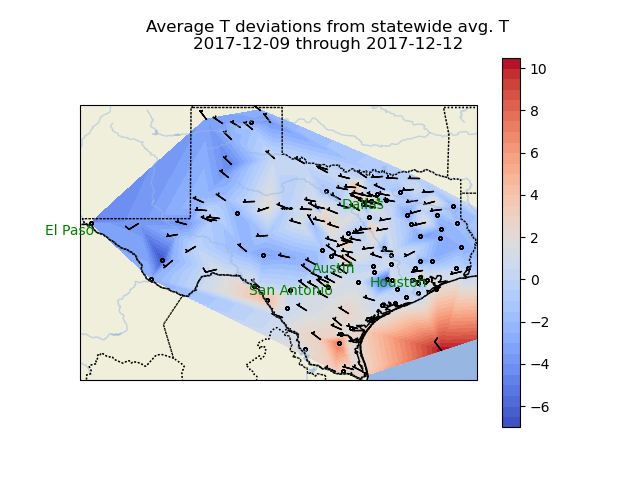 Average T deviations from statewide avg. T
2017-12-09 through 2017-12-12
10
8
6
4
2
0
−2
−4
−6
Dallas
El Paso
Austin
San Antonio
Houston